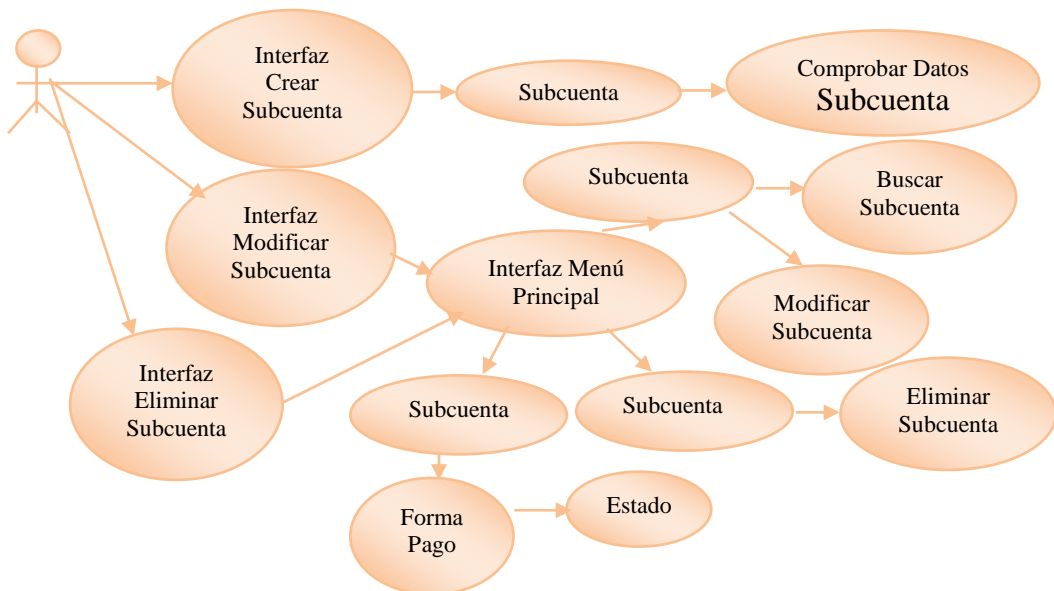 Interfaz
Crear
Subcuenta
Subcuenta
Comprobar Datos
Subcuenta
Subcuenta
Buscar
Subcuenta
Interfaz
Modificar
Subcuenta
Interfaz Menú
Principal
Modificar
Subcuenta
Interfaz
Eliminar
Subcuenta
Subcuenta
Subcuenta
Eliminar
Subcuenta
Forma
Pago
Estado